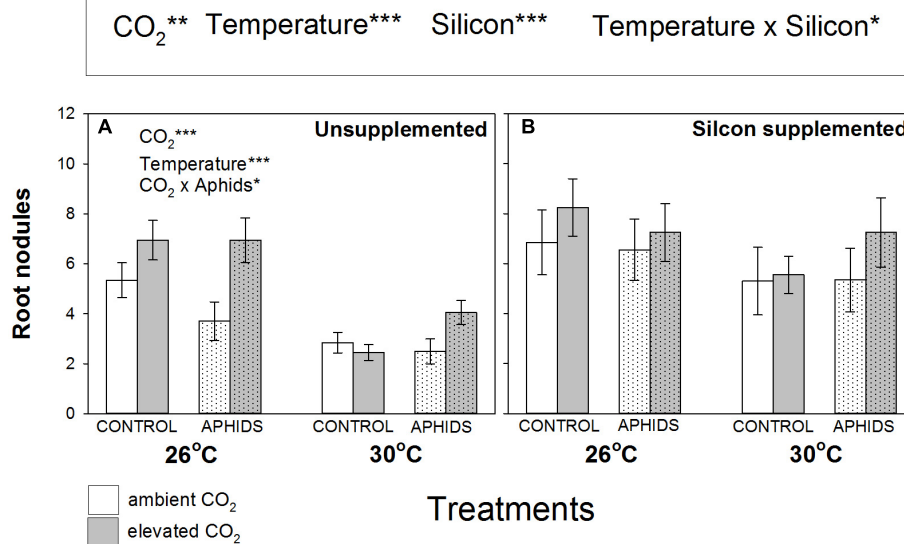 CO2** Temperature*** Silicon*** Temperature x Silicon*
A Unsupplemented
CO2***
Temperature***
CO2 x Aphids*
B Silcon supplemented
Root nodules
12
10
8
6
4
2
0
CONTROL APHIDS CONTROL APHIDS CONTROL APHIDS CONTROL APHIDS
26°C 30°C 26°C 30°C
Treatments
ambient CO2
elevated CO2